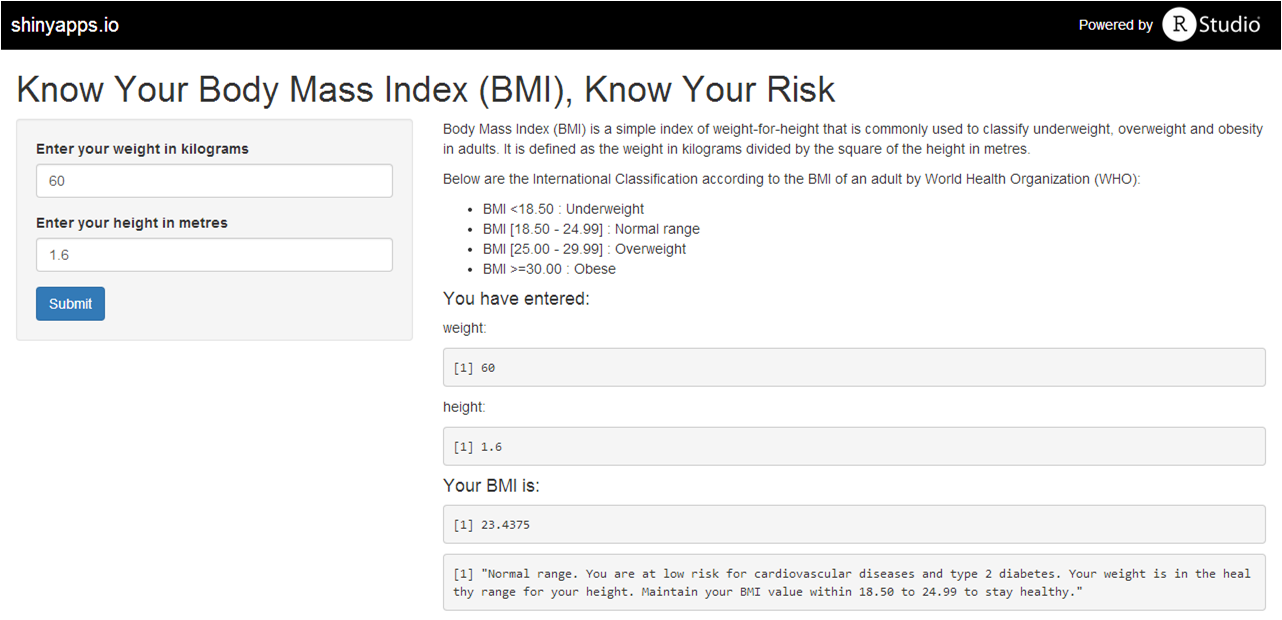 shinyapps.io
Powered by R Studio
Know Your Body Mass Index (BMI), Know Your Risk
Enter your weight in kilograms
60
Enter your height in metres
1.6
Submit
Body Mass Index (BMI) is a simple index of weight-for-height that is commonly used to classify underweight, overweight and obesity
in adults. It is defined as the weight in kilograms divided by the square of the height in metres.
Below are the International Classification according to the BMI of an adult by World Health Organization (WHO):
• BMI <18.50 : Underweight
• BMI [18.50 - 24.99] : Normal range
• BMI [25.00 - 29.99] : Overweight
• BMI >=30.00 : Obese
You have entered:
weight:
[1] 60
height:
[1] 1.6
Your BMI is:
[1] 23.4375
[1] "Normal range. You are at low risk for cardiovascular diseases and type 2 diabetes. Your weight is in the heal
thy range for your height. Maintain your BMI value within 18.50 to 24.99 to stay healthy."